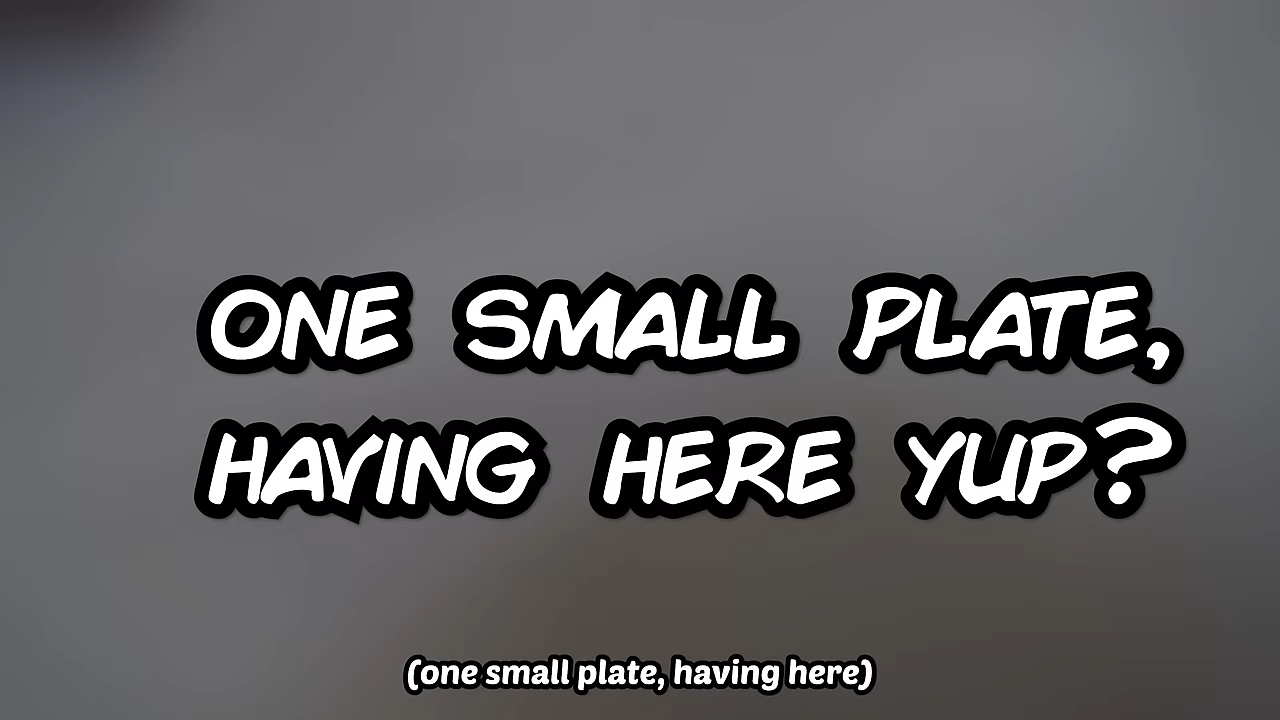 ONE SMALL PLATE,
HAVING HERE YUP?
(one small plate, having here)